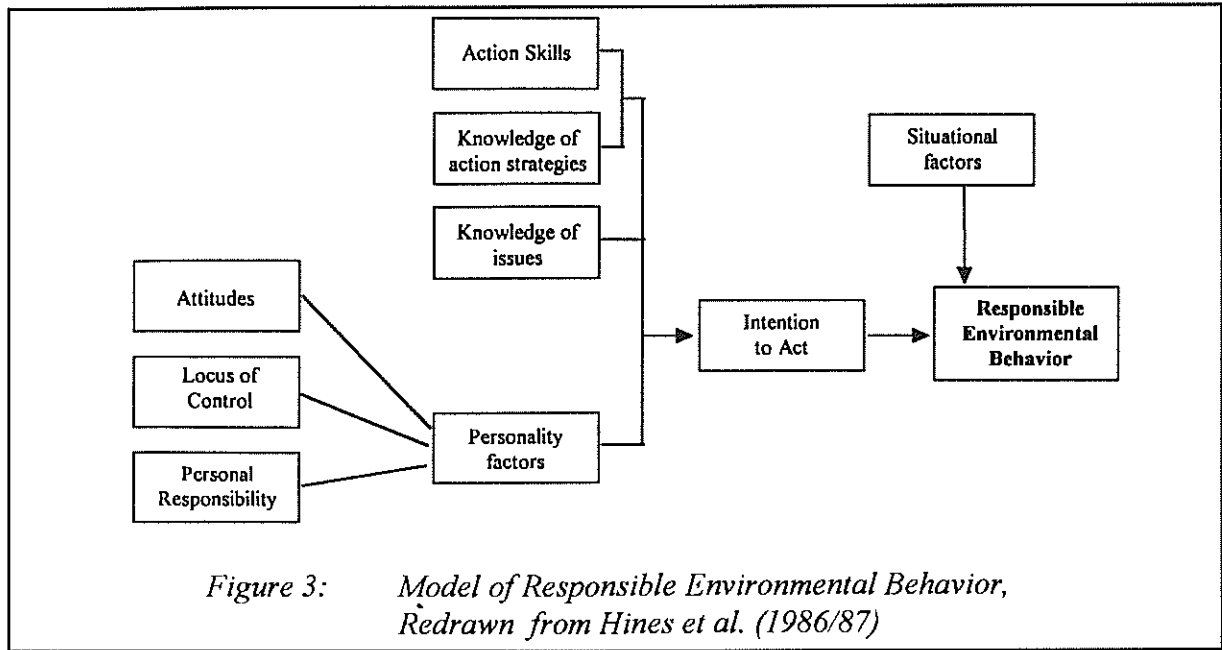 Action Skills
Knowledge of
action strategies
Knowledge of
issues
Situational
factors
Attitudes
Locus of
Control
Personal
Responsibility
Personality
factors
Intention
to Act
Responsible
Environmental
Behavior
Figure 3: Model of Responsible Environmental Behavior,
Redrawn from Hines et al. (1986/87)